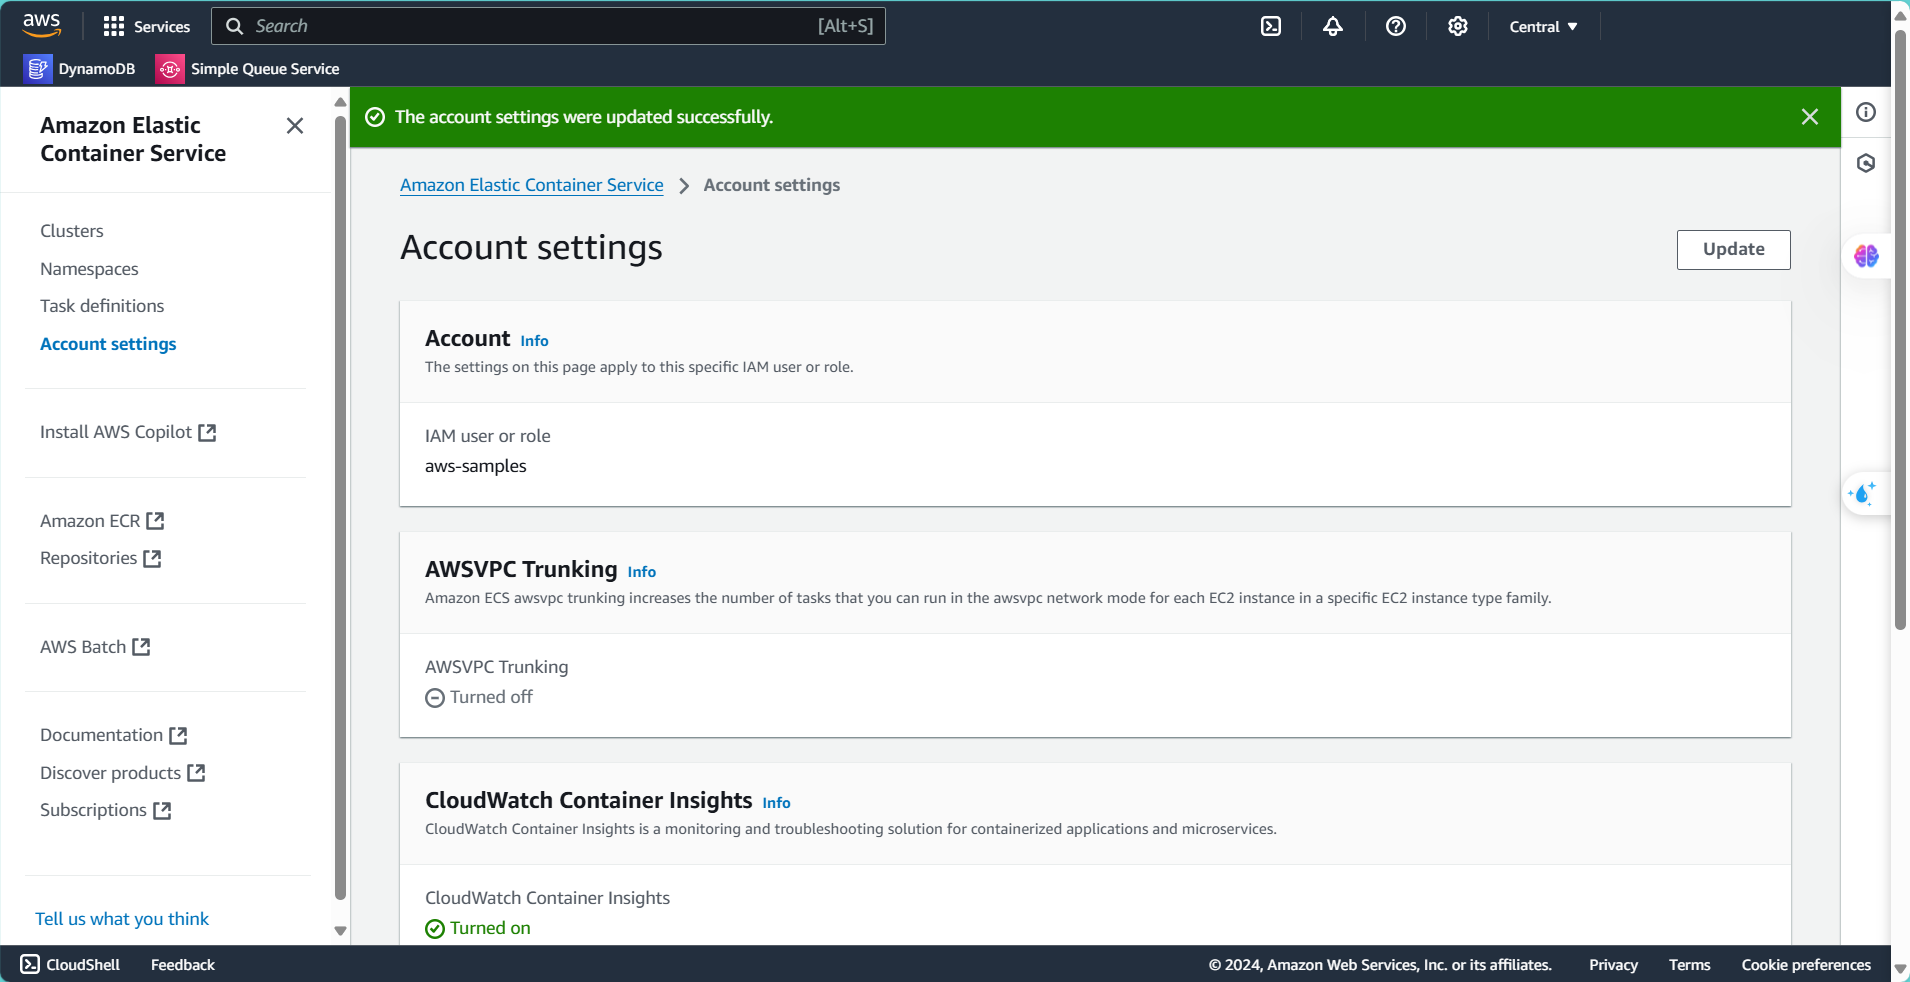 aws
Services
Search
[Alt+S]
Central
DynamoDB
Simple Queue Service
Amazon Elastic
Container Service
Clusters
Namespaces
Task definitions
Account settings
Install AWS Copilot
Amazon ECR
Repositories
AWS Batch
Documentation
Discover products
Subscriptions
Tell us what you think
The account settings were updated successfully.
Amazon Elastic Container Service
Account settings
Account settings
Update
Account Info
The settings on this page apply to this specific IAM user or role.
IAM user or role
aws-samples
AWSVPC Trunking Info
Amazon ECS awsvpc trunking increases the number of tasks that you can run in the awsvpc network mode for each EC2 instance in a specific EC2 instance type family.
AWSVPC Trunking
Turned off
CloudWatch Container Insights Info
CloudWatch Container Insights is a monitoring and troubleshooting solution for containerized applications and microservices.
CloudWatch Container Insights
Turned on
CloudShell
Feedback
© 2024, Amazon Web Services, Inc. or its affiliates.
Privacy
Terms
Cookie preferences